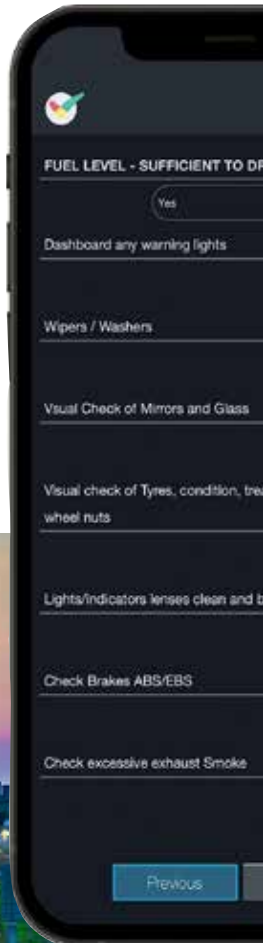 FUEL LEVEL - SUFFICIENT TO DR
Yes
Dashboard any warning lights
Wipers / Washers
Vsual Check of Mirrors and Glass
Visual check of Tyres, condition, trea
wheel nuts
Lights/Indicators lenses clean and b
Check Brakes ABS/EBS
Check excessive exhaust Smoke
Previous